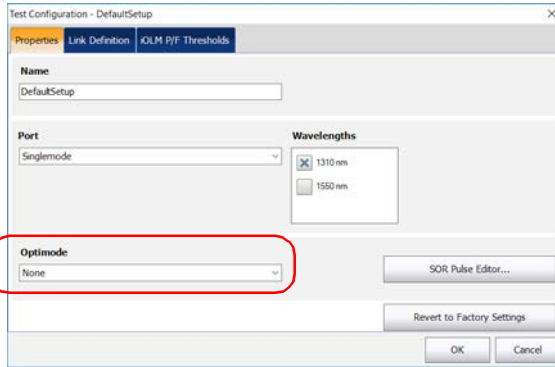 Test Configuration - DefaultSetup
Properties Link Definition iOLM P/F Thresholds
Name
DefaultSetup
Port
Wavelengths
Singlemode
1310 nm
1550 nm
Optimode
None
SOR Pulse Editor...
Revert to Factory Settings
OK Cancel